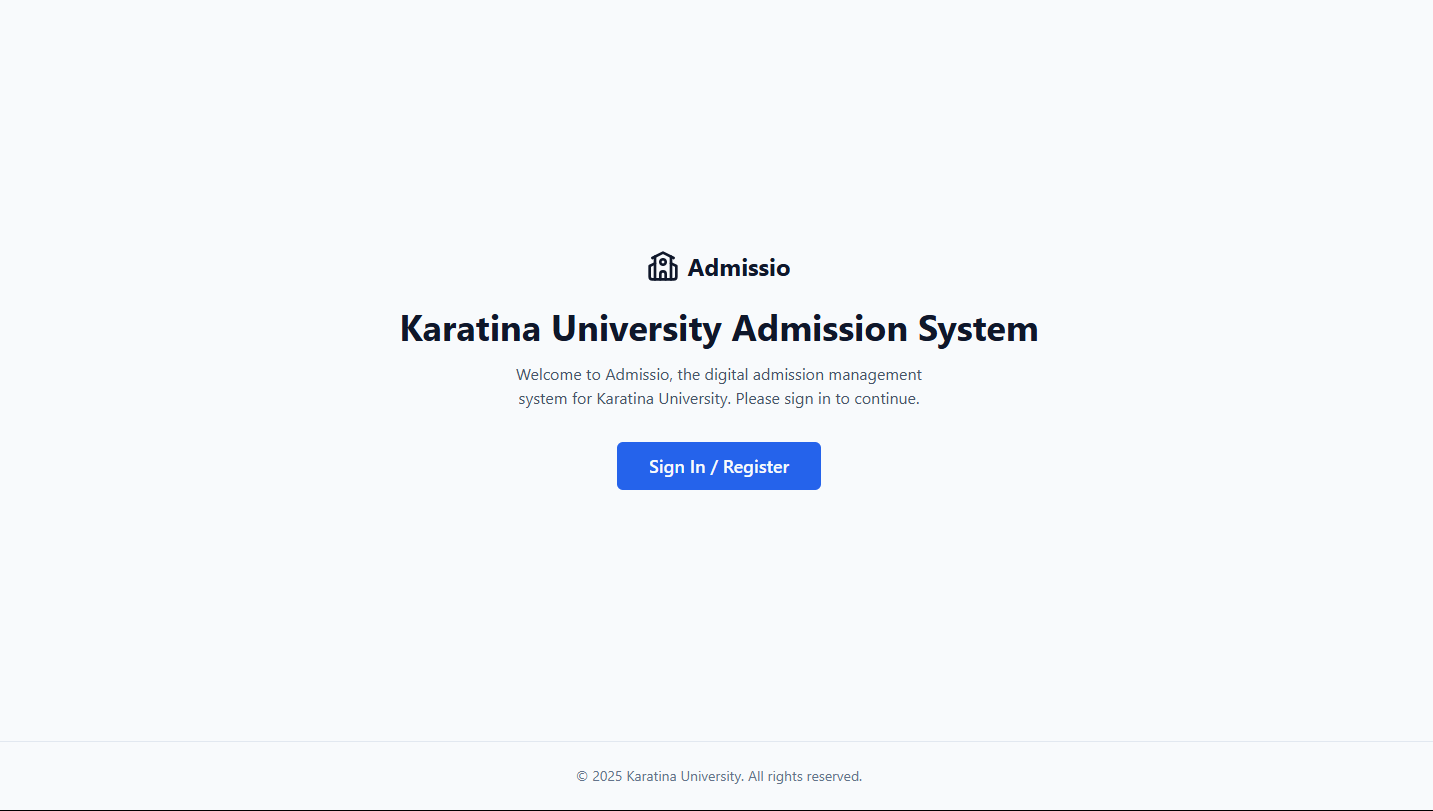 Admissio
Karatina University Admission System
Welcome to Admissio, the digital admission management
system for Karatina University. Please sign in to continue.
Sign In / Register
© 2025 Karatina University. All rights reserved.